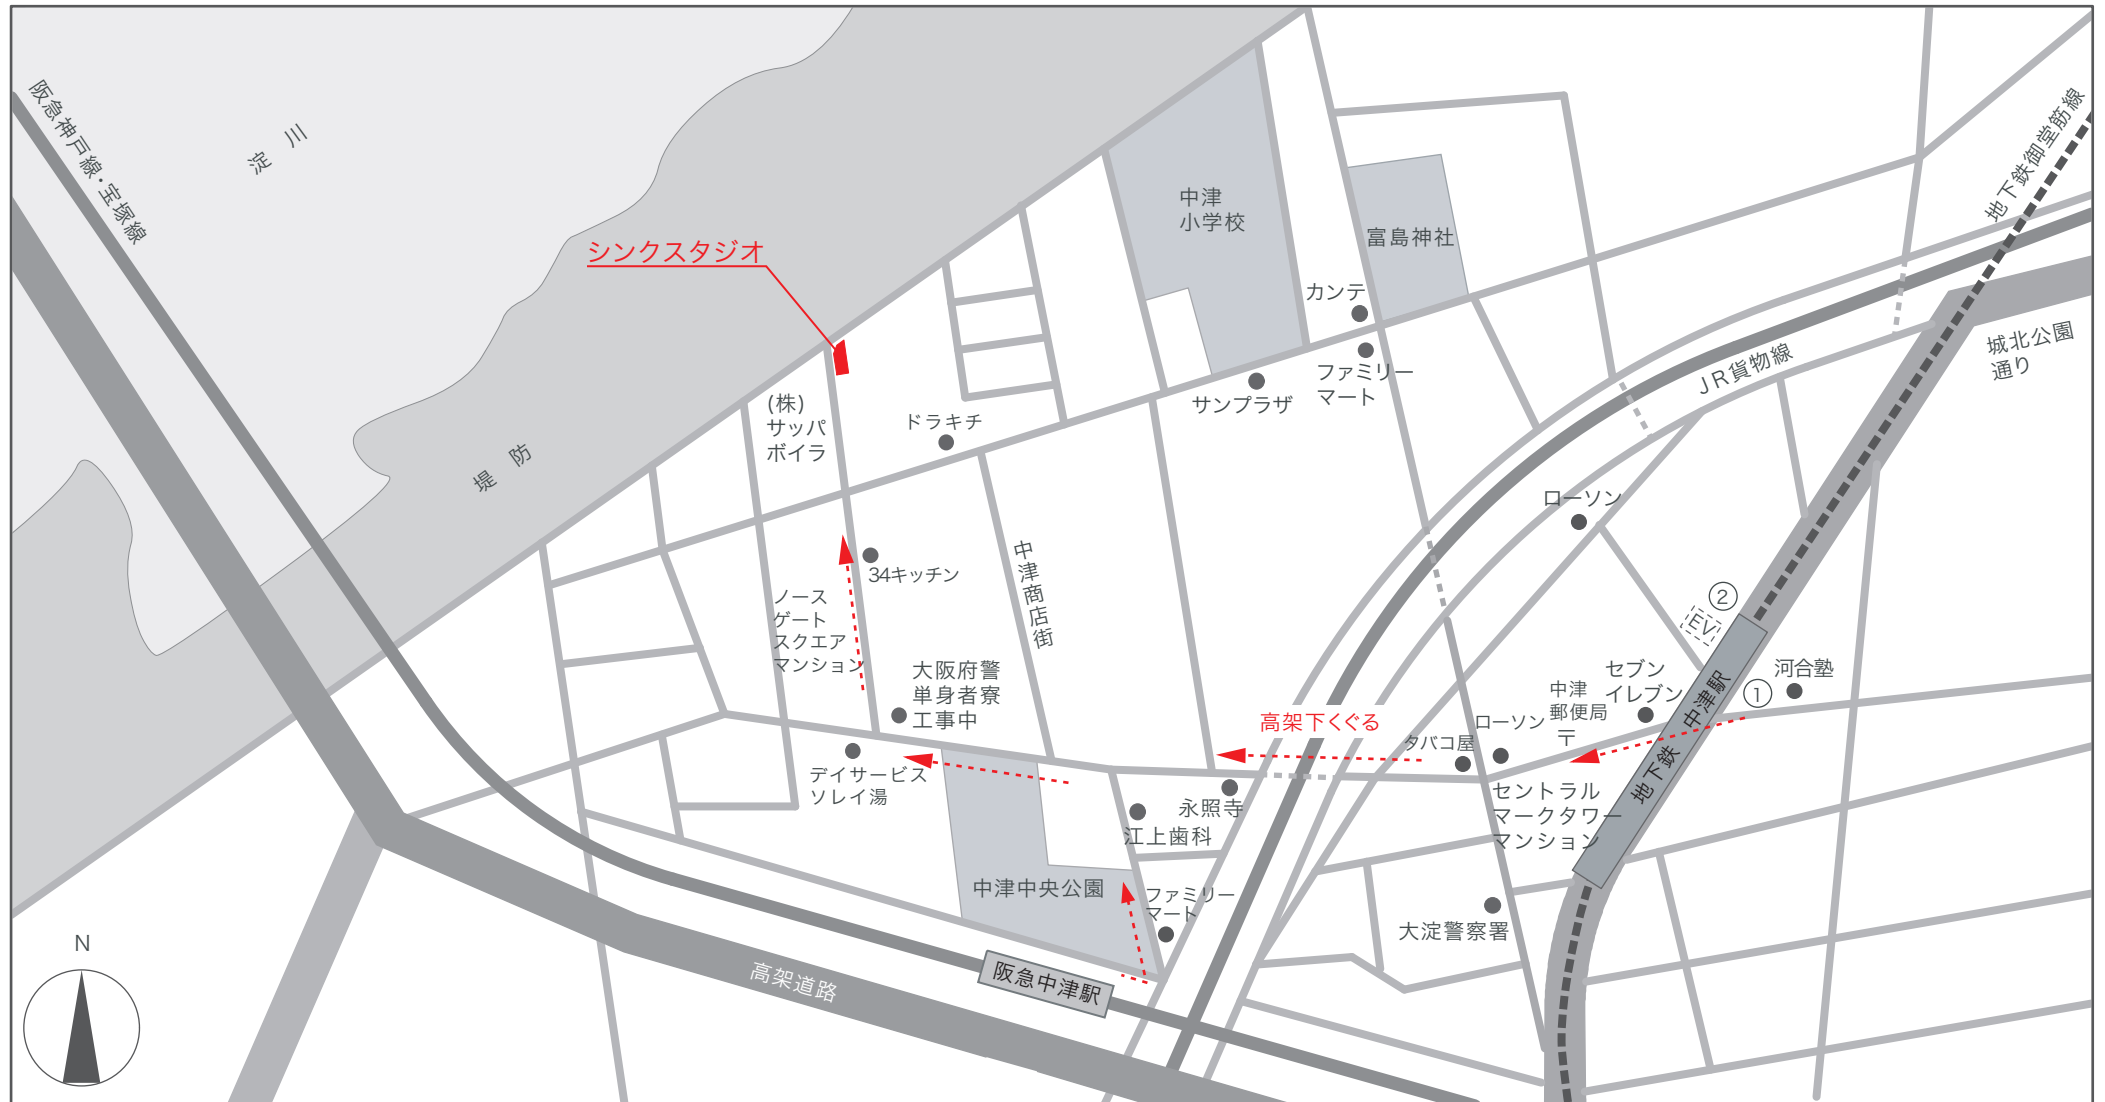 阪急神戸線・宝塚線
淀川
地下鉄御堂筋線
中津
小学校
富島神社
シンクスタジオ
カンテ
ファミリー
マート
サンプラザ
JR貨物線
城北公園
通り
(株)
サッパ
ボイラ
ドラキチ
堤防
ローソン
34キッチン
中津商店街
ノース
ゲート
スクエア
マンション
大阪府警
単身者寮
工事中
②
EV
セブン
イレブン
河合塾
①
中津
郵便局
〒
高架下くぐる
ローソン
タバコ屋
地下鉄 中津駅
デイサービス
ソレイ湯
永照寺
江上歯科
セントラル
マークタワー
マンション
中津中央公園
ファミリー
マート
大淀警察署
N
高架道路
阪急中津駅